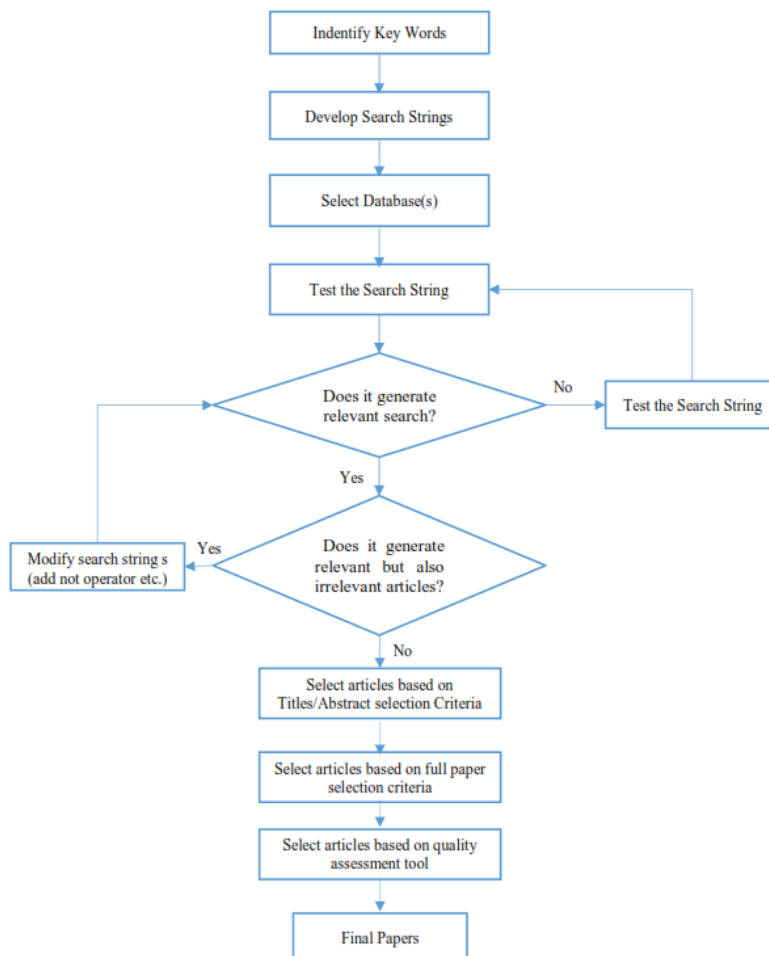 Indentify Key Words
Develop Search Strings
Select Database(s)
Test the Search String
Does it generate
relevant search?
No
Test the Search String
Yes
Does it generate
relevant but also
irrelevant articles?
Yes
Modify search string s
(add not operator etc.)
No
Select articles based on
Titles/Abstract selection Criteria
Select articles based on full paper
selection criteria
Select articles based on quality
assessment tool
Final Papers